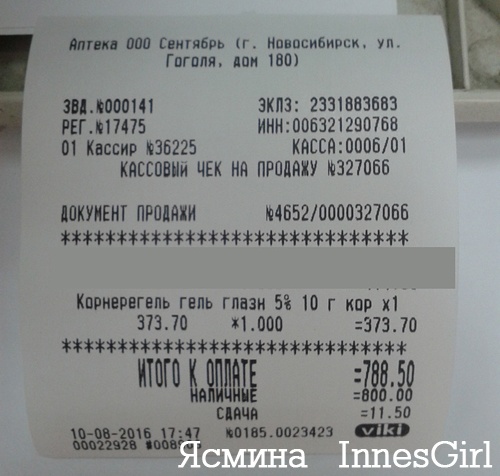 Аптека ООО Сентябрь (г. Новосибирск, ул.
Гоголя, дом 180)
ЗВД.№000141 ЭКЛЗ: 2331883683
РЕГ.№17475 ИНН:006321290768
01 Кассир №36225 КАССА:0006/01
КАССОВЫЙ ЧЕК НА ПРОДАЖУ №327066
ДОКУМЕНТ ПРОДАЖИ №4652/0000327066
*******************************
Корнерегель гель глазн 5% 10 г кор x1
373.70 *1.000 =373.70
*******************************
ИТОГО К ОПЛАТЕ =788.50
НАЛИЧНЫЕ =800.00
СДАЧА =11.50
10-08-2016 17:47 №0185.0023423 viki
00022928
Ясмина InnesGirl